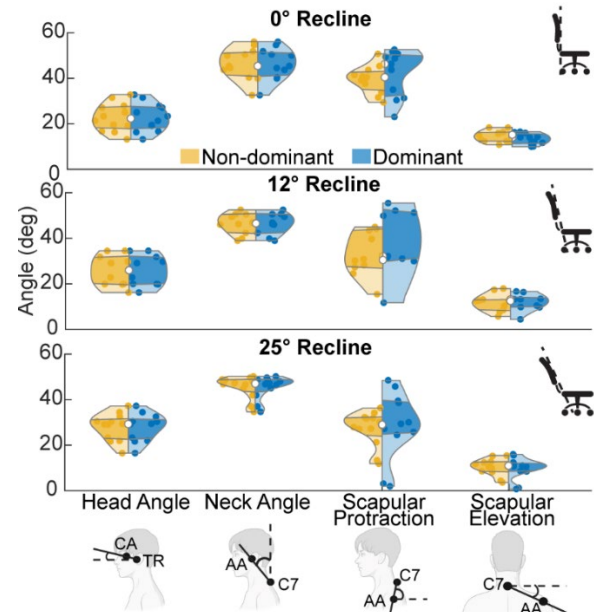 0° Recline
60
40
20
0
Non-dominant Dominant
12° Recline
60
40
20
0
Angle (deg)
25° Recline
60
40
20
0
Head Angle Neck Angle Scapular Protraction Scapular Elevation
CA
TR
AA
C7
C7
AA
C7
AA